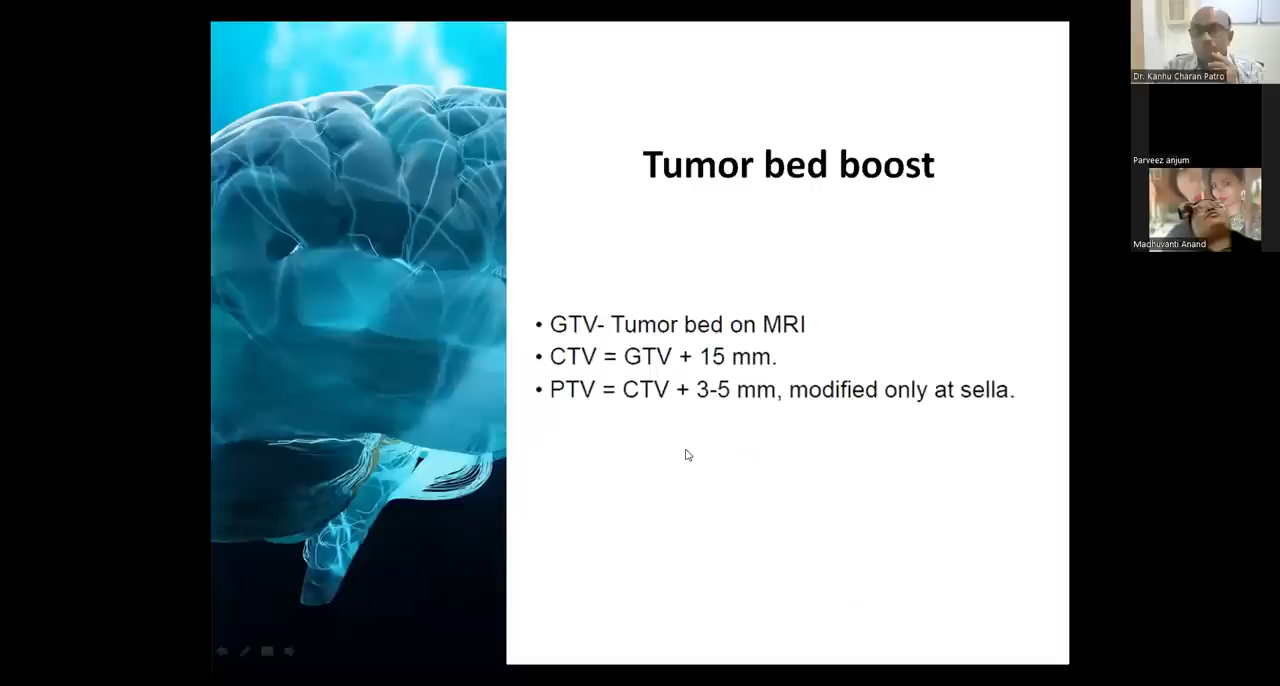 Tumor bed boost
• GTV- Tumor bed on MRI
• CTV = GTV + 15 mm.
• PTV = CTV + 3-5 mm, modified only at sella.
Dr. Kanhu Charan Patro
Parveez anjum
Madhuvanti Anand